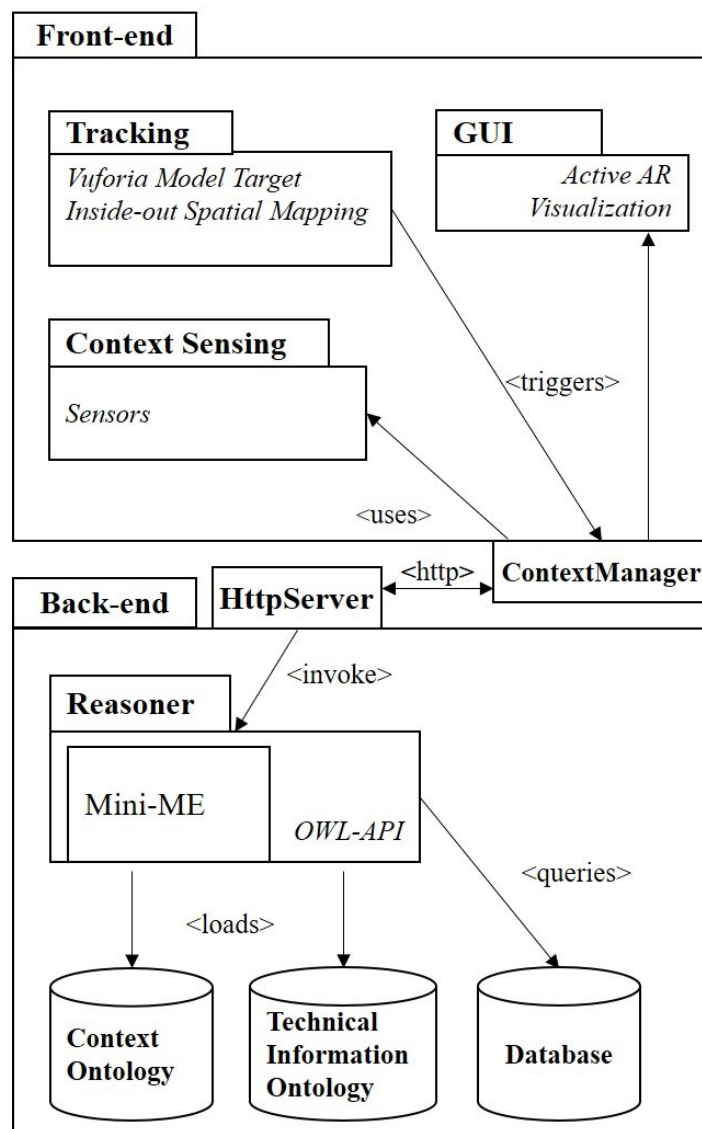 Front-end
Tracking
Vuforia Model Target
Inside-out Spatial Mapping
GUI
Active AR
Visualization
Context Sensing
Sensors
<triggers>
<uses>
<http>
ContextManager
Back-end
HttpServer
<invoke>
Reasoner
Mini-ME
OWL-API
<queries>
<loads>
Context
Ontology
Technical
Information
Ontology
Database